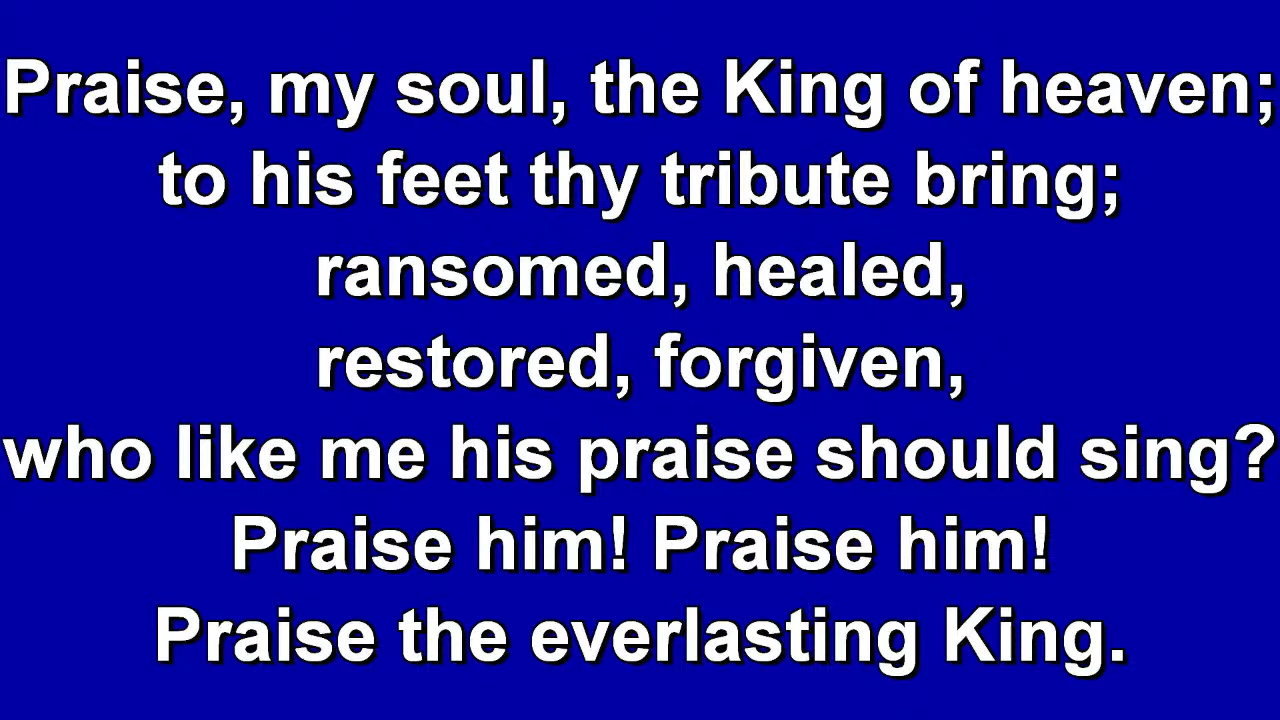 Praise, my soul, the King of heaven;
to his feet thy tribute bring;
ransomed, healed,
restored, forgiven,
who like me his praise should sing?
Praise him! Praise him!
Praise the everlasting King.